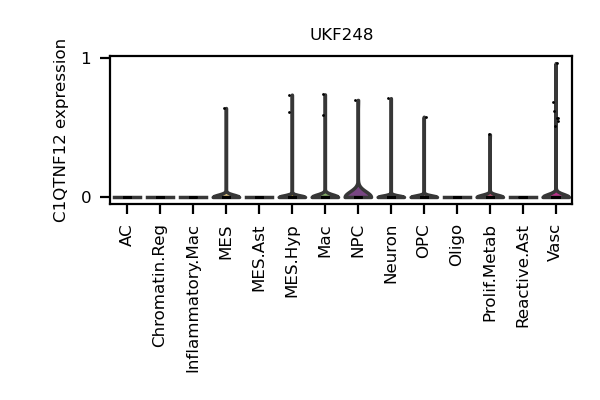 UKF248
C1QTNF12 expression
1
0
AC
Chromatin.Reg
Inflammatory.Mac
MES
MES.Ast
MES.Hyp
Mac
NPC
Neuron
OPC
Oligo
Prolif.Metab
Reactive.Ast
Vasc